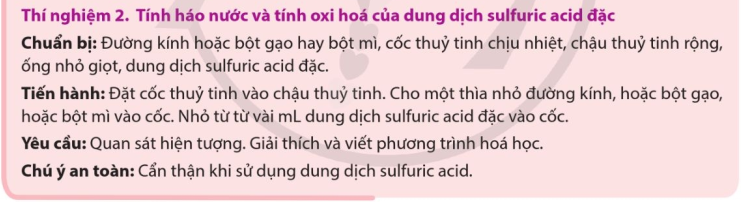 Thí nghiệm 2. Tính háo nước và tính oxi hoá của dung dịch sulfuric acid đặc
Chuẩn bị: Đường kính hoặc bột gạo hay bột mì, cốc thuỷ tinh chịu nhiệt, chậu thuỷ tinh rộng,
ống nhỏ giọt, dung dịch sulfuric acid đặc.
Tiến hành: Đặt cốc thuỷ tinh vào chậu thuỷ tinh. Cho một thìa nhỏ đường kính, hoặc bột gạo,
hoặc bột mì vào cốc. Nhỏ từ từ vài mL dung dịch sulfuric acid đặc vào cốc.
Yêu cầu: Quan sát hiện tượng. Giải thích và viết phương trình hoá học.
Chú ý an toàn: Cẩn thận khi sử dụng dung dịch sulfuric acid.